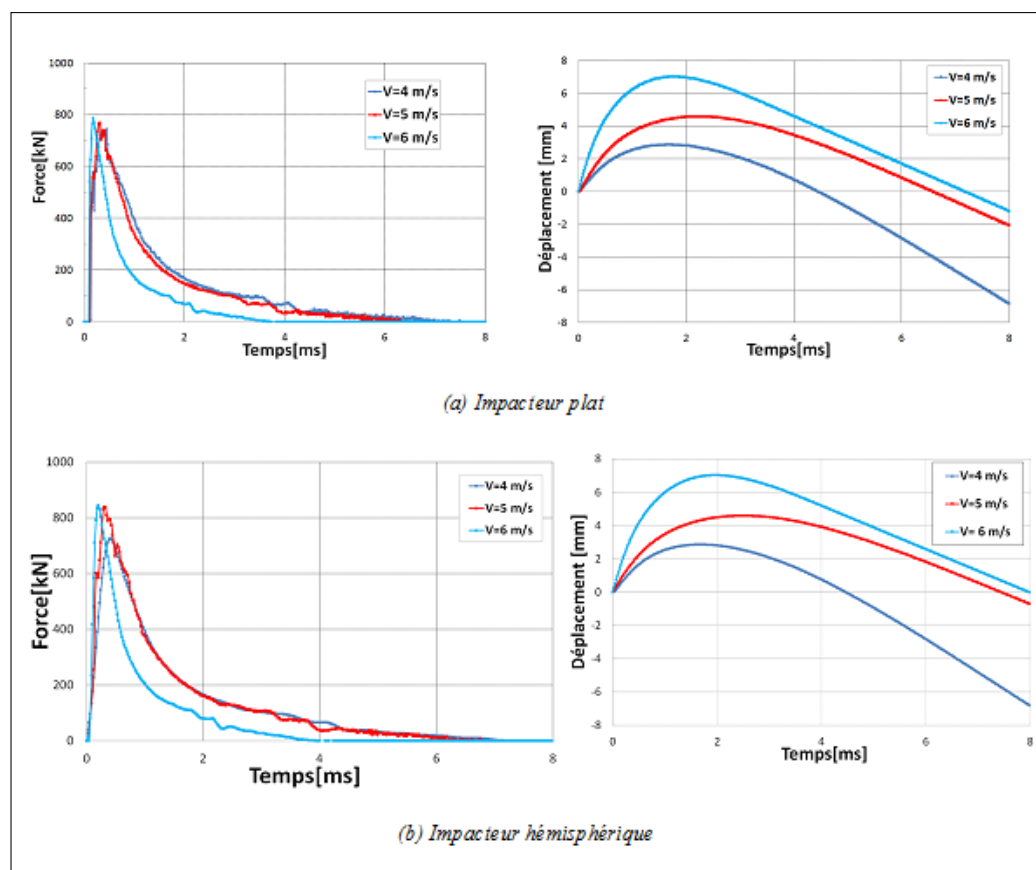 1000
800
600
400
200
0
Force[kN]
V=4 m/s
V=5 m/s
V=6 m/s
0 2 4 6 8
Temps[ms]
8
6
4
2
0
-2
-4
-6
-8
Déplacement [mm]
V=4 m/s
V=5 m/s
V=6 m/s
0 2 4 6 8
Temps[ms]
(a) Impacteur plat
1000
800
600
400
200
0
Force[kN]
V=4 m/s
V=5 m/s
V=6 m/s
0 2 4 6 8
Temps[ms]
8
6
4
2
0
-2
-4
-6
-8
Déplacement [mm]
V=4 m/s
V=5 m/s
V= 6 m/s
0 2 4 6 8
Temps[ms]
(b) Impacteur hémisphérique